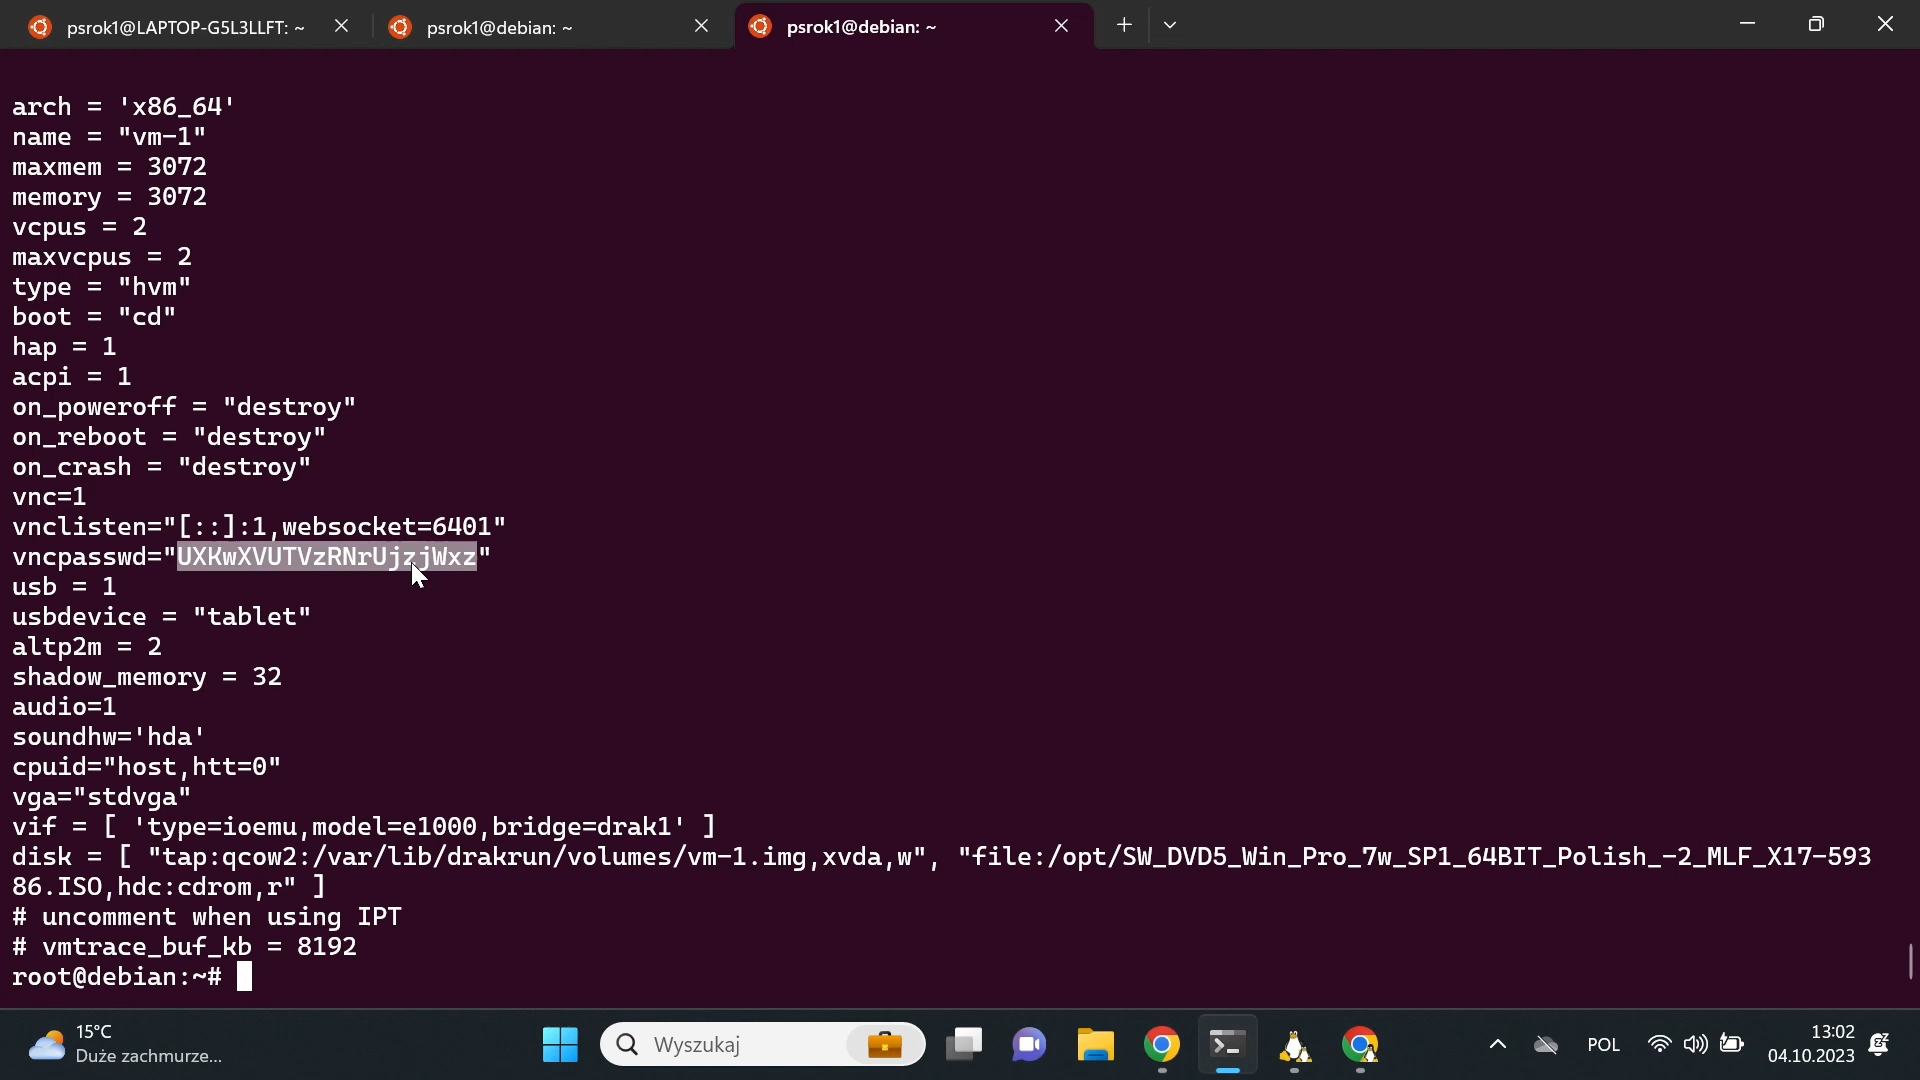 psrok1@LAPTOP-G5L3LLFT: ~
psrok1@debian: ~
psrok1@debian: ~
arch = 'x86_64'
name = "vm-1"
maxmem = 3072
memory = 3072
vcpus = 2
maxvcpus = 2
type = "hvm"
boot = "cd"
hap = 1
acpi = 1
on_poweroff = "destroy"
on_reboot = "destroy"
on_crash = "destroy"
vnc=1
vnclisten="[::]:1,websocket=6401"
vncpasswd="UXKwXVUTVzRNrUjzjWxz"
usb = 1
usbdevice = "tablet"
altp2m = 2
shadow_memory = 32
audio=1
soundhw='hda'
cpuid="host,htt=0"
vga="stdvga"
vif = [ 'type=ioemu,model=e1000,bridge=drak1' ]
disk = [ "tap:qcow2:/var/lib/drakrun/volumes/vm-1.img,xvda,w", "file:/opt/SW_DVD5_Win_Pro_7w_SP1_64BIT_Polish_-2_MLF_X17-593
86.ISO,hdc:cdrom,r" ]
# uncomment when using IPT
# vmtrace_buf_kb = 8192
root@debian:~#
15°C
Duże zachmurze...
Wyszukaj
POL
13:02
04.10.2023